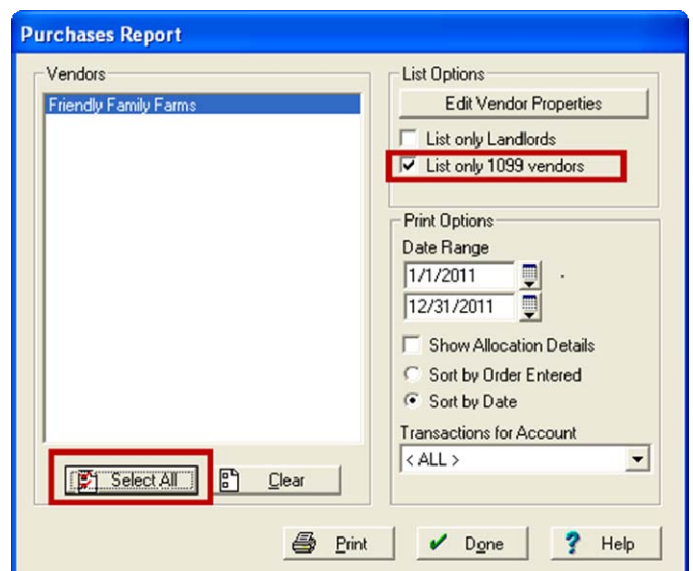 Purchases Report
Vendors
Friendly Family Farms
Select All
Clear
List Options
Edit Vendor Properties
List only Landlords
List only 1099 vendors
Print Options
Date Range
1/1/2011
12/31/2011
Show Allocation Details
Sort by Order Entered
Sort by Date
Transactions for Account
< ALL >
Print
Done
? Help